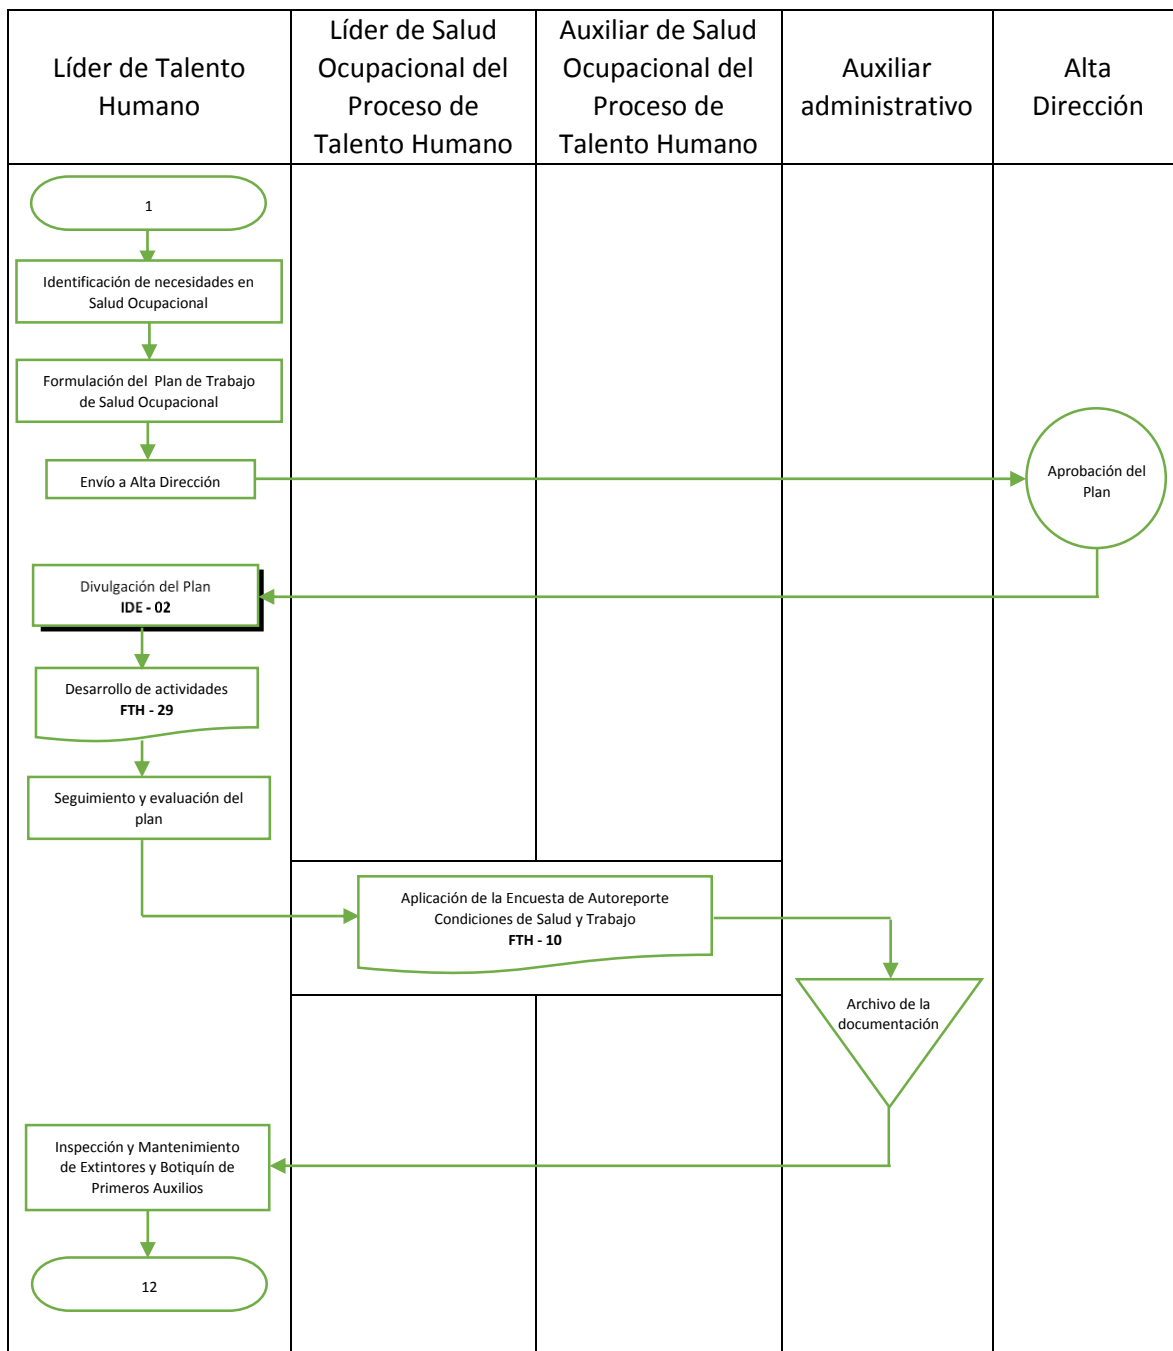 Líder de Talento
Humano
Líder de Salud
Ocupacional del
Proceso de
Talento Humano
Auxiliar de Salud
Ocupacional del
Proceso de
Talento Humano
Auxiliar
administrativo
Alta
Dirección
1
Identificación de necesidades en
Salud Ocupacional
Formulación del Plan de Trabajo
de Salud Ocupacional
Envío a Alta Dirección
Aprobación del
Plan
Divulgación del Plan
IDE - 02
Desarrollo de actividades
FTH - 29
Seguimiento y evaluación del
plan
Aplicación de la Encuesta de Autoreporte
Condiciones de Salud y Trabajo
FTH - 10
Archivo de la
documentación
Inspección y Mantenimiento
de Extintores y Botiquín de
Primeros Auxilios
12